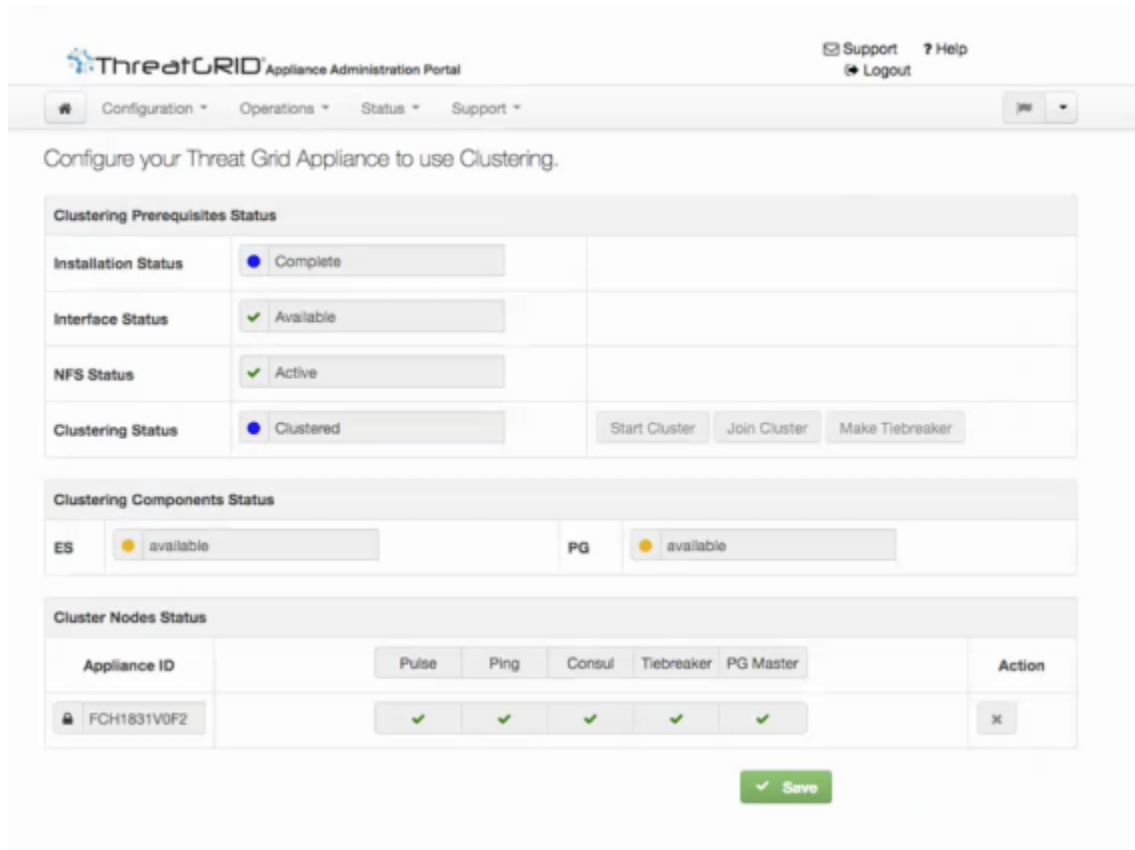 ThreatGRID Appliance Administration Portal
Support ? Help
Logout
Configuration Operations Status Support
Configure your Threat Grid Appliance to use Clustering.
Clustering Prerequisites Status
Installation Status Complete
Interface Status Available
NFS Status Active
Clustering Status Clustered Start Cluster Join Cluster Make Tiebreaker
Clustering Components Status
ES available PG available
Cluster Nodes Status
Appliance ID Pulse Ping Consul Tiebreaker PG Master Action
FCH1831V0F2
Save